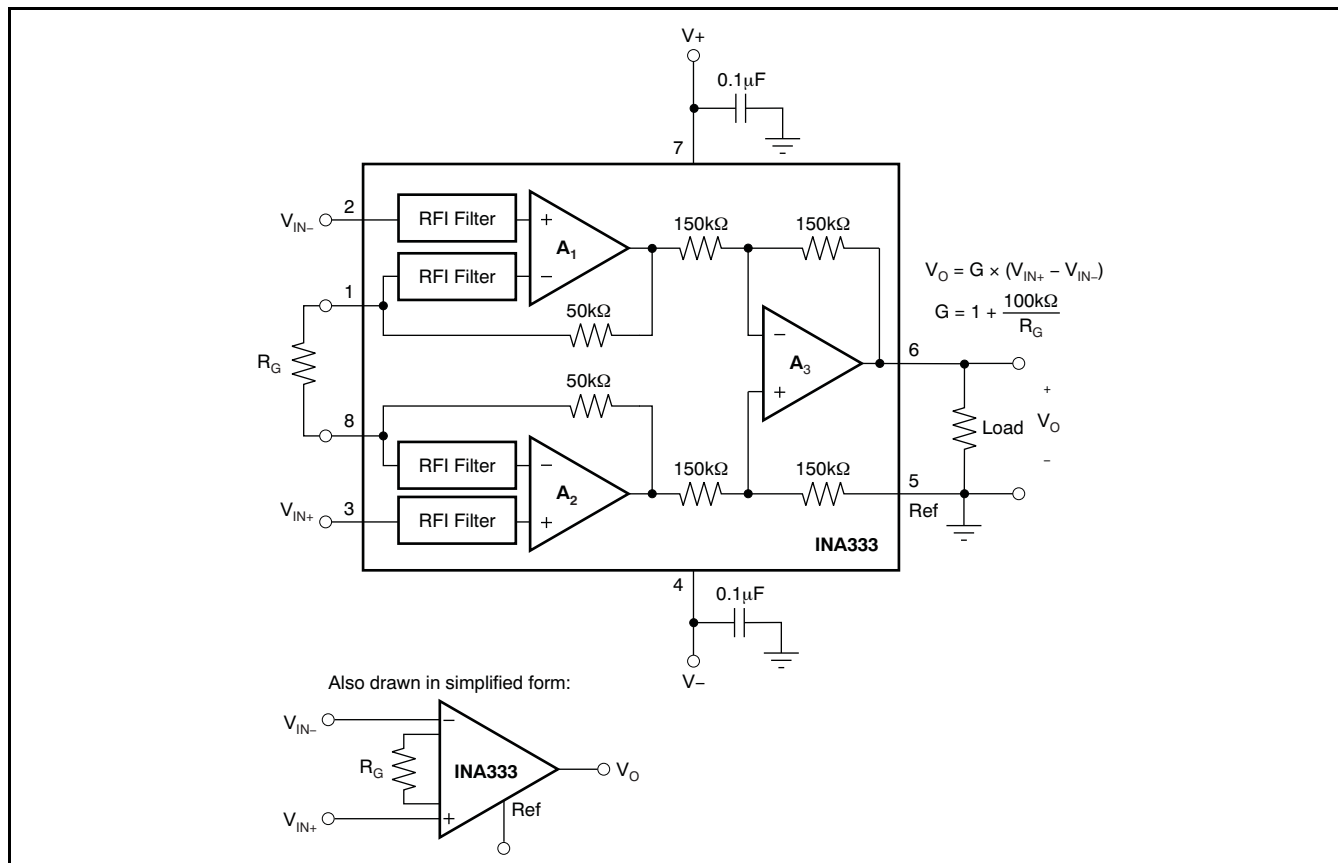 V+
0.1μF
7
2
V_IN–
RFI Filter
+
A_1
150kΩ
150kΩ
RFI Filter
–
V_O = G × (V_IN+ − V_IN–)
1
50kΩ
G = 1 + 100kΩ / R_G
–
6
R_G
A_3
+
50kΩ
+
8
Load
V_O
RFI Filter
–
150kΩ
150kΩ
–
A_2
5
3
V_IN+
RFI Filter
+
Ref
INA333
4
0.1μF
V−
Also drawn in simplified form:
V_IN–
–
R_G
INA333
V_O
Ref
V_IN+
+